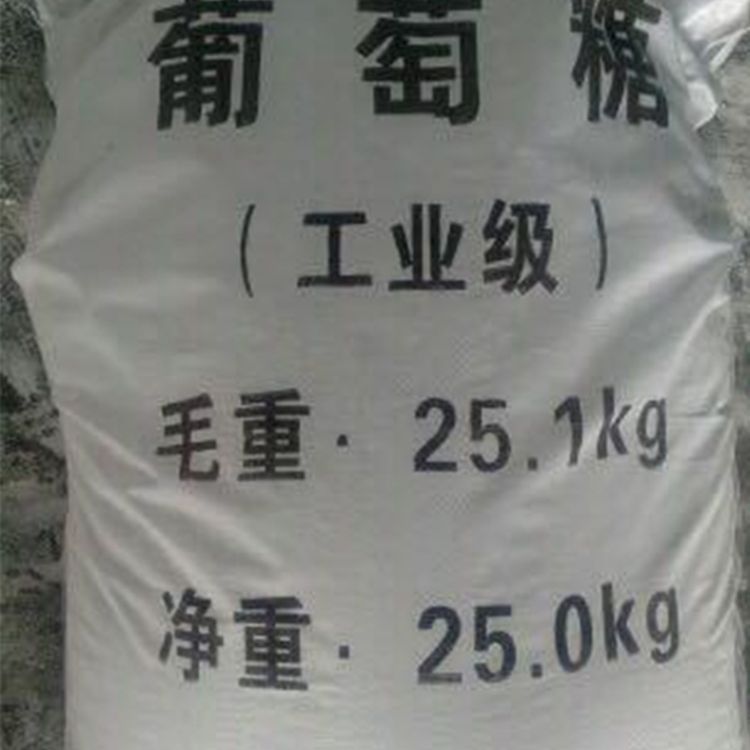 葡萄糖
（工业级）
毛重· 25.1kg
净重· 25.0kg